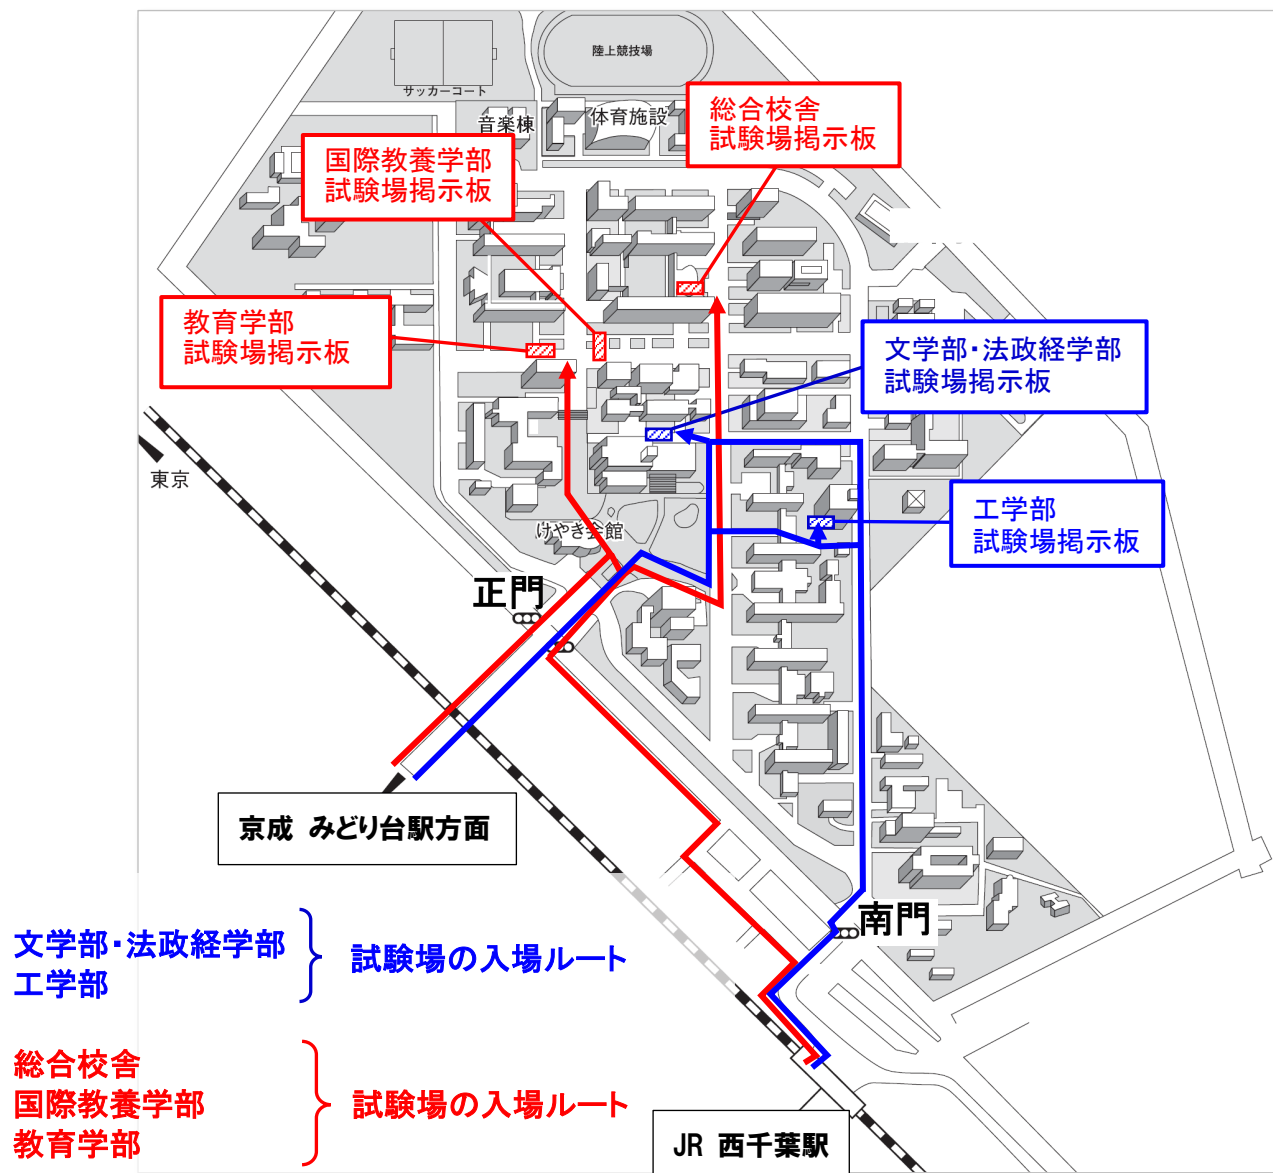 陸上競技場
サッカーコート
音楽棟
体育施設
総合校舎
試験場掲示板
国際教養学部
試験場掲示板
教育学部
試験場掲示板
文学部・法政経学部
試験場掲示板
東京
工学部
試験場掲示板
けやき会館
正門
京成 みどり台駅方面
南門
文学部・法政経学部
工学部
試験場の入場ルート
総合校舎
国際教養学部
教育学部
試験場の入場ルート
JR 西千葉駅